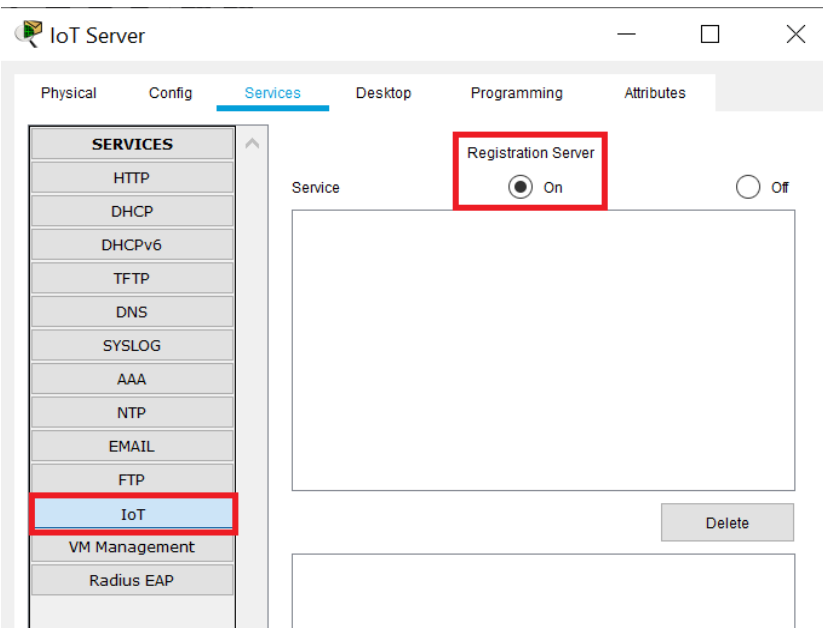 IoT Server
Physical Config Services Desktop Programming Attributes
SERVICES
HTTP
DHCP
DHCPv6
TFTP
DNS
SYSLOG
AAA
NTP
EMAIL
FTP
IoT
VM Management
Radius EAP
Registration Server
Service On Off
Delete